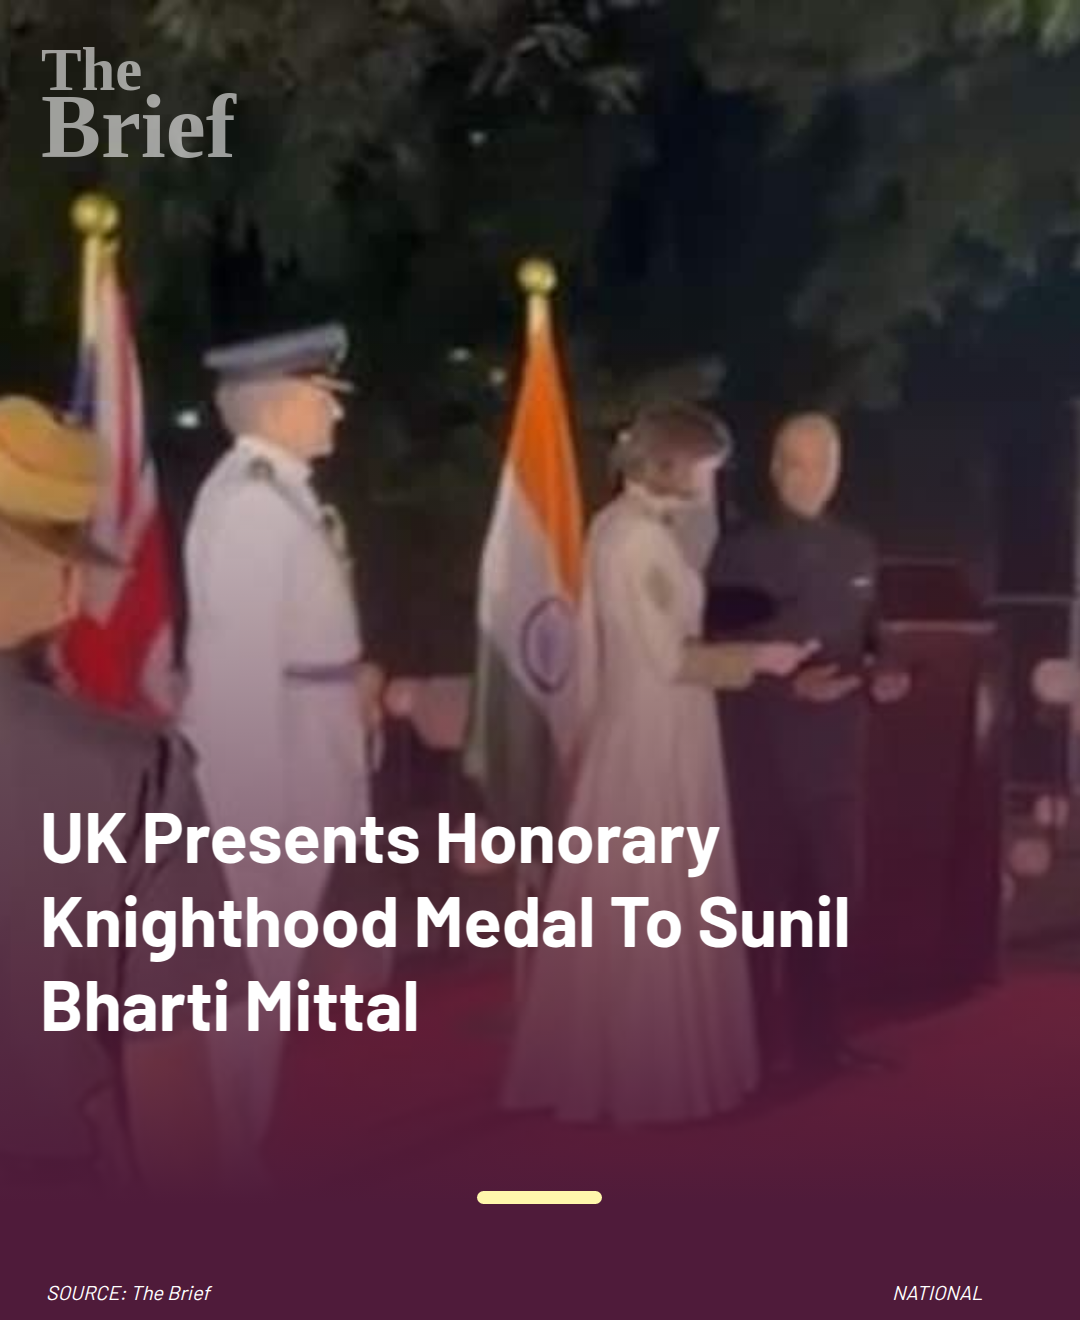 The
Brief
UK Presents Honorary
Knighthood Medal To Sunil
Bharti Mittal
SOURCE: The Brief
NATIONAL